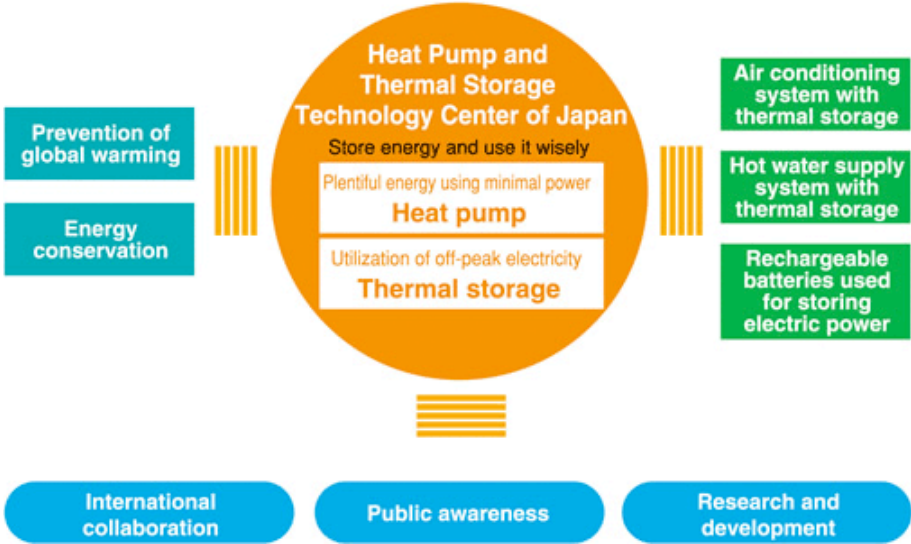 Heat Pump and
Thermal Storage
Technology Center of Japan
Store energy and use it wisely
Plentiful energy using minimal power
Heat pump
Utilization of off-peak electricity
Thermal storage
Prevention of
global warming
Energy
conservation
Air conditioning
system with
thermal storage
Hot water supply
system with
thermal storage
Rechargeable
batteries used
for storing
electric power
International
collaboration
Public awareness
Research and
development